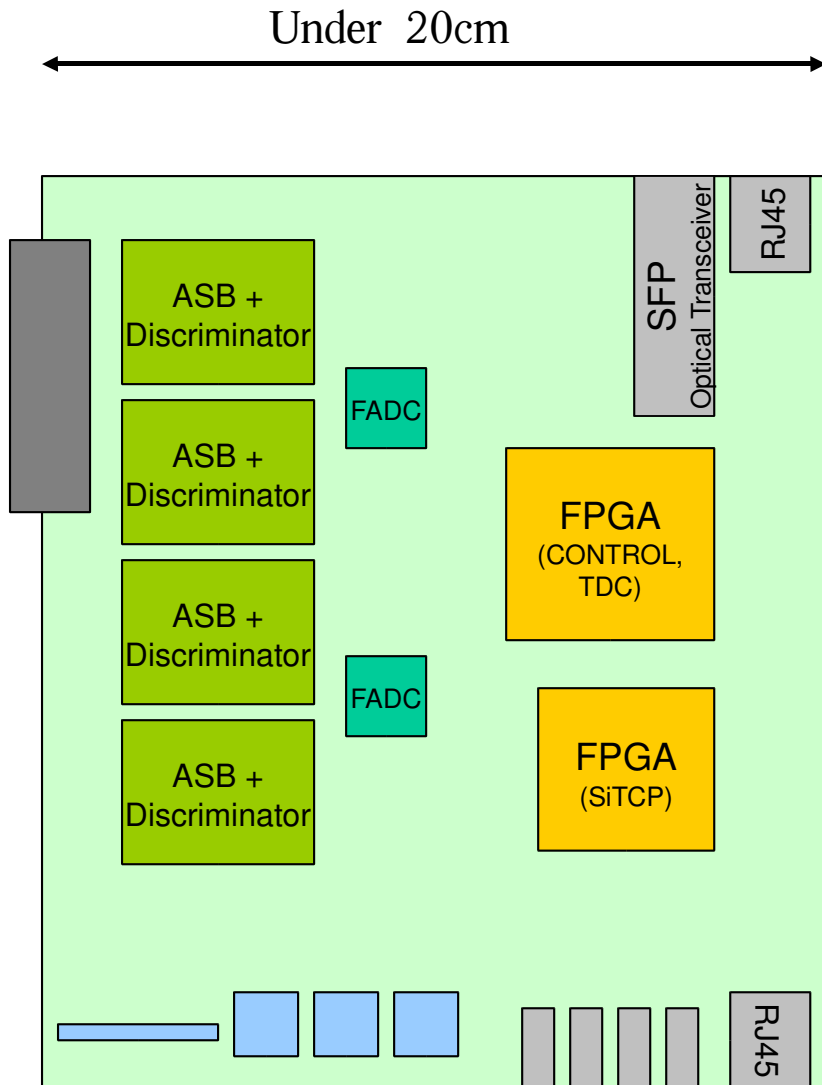 Under 20cm
SFP
Optical Transceiver
RJ45
ASB +
Discriminator
FADC
ASB +
Discriminator
FPGA
(CONTROL,
TDC)
ASB +
Discriminator
FADC
FPGA
(SiTCP)
ASB +
Discriminator
RJ45